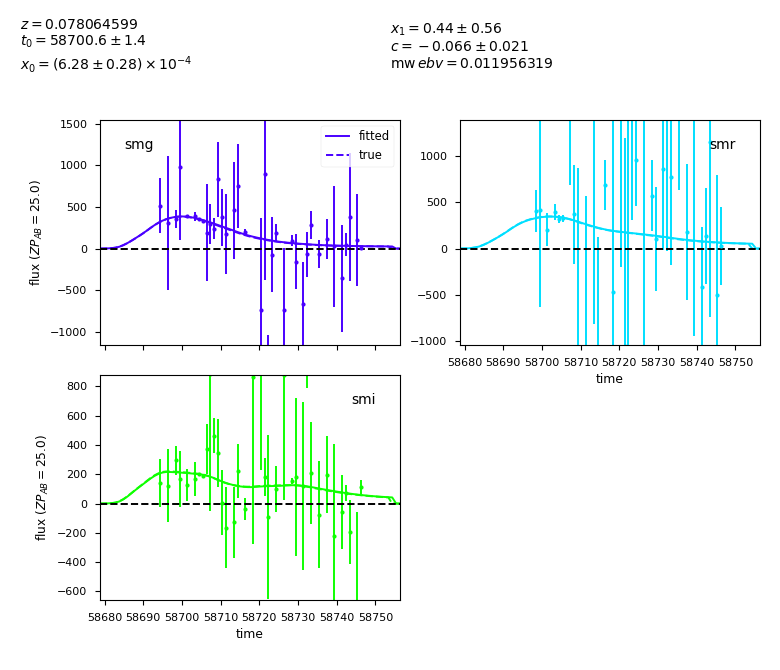 z = 0.078064599
t₀ = 58700.6 ± 1.4
x₀ = (6.28 ± 0.28) × 10⁻⁴
x₁ = 0.44 ± 0.56
c = −0.066 ± 0.021
mwebv = 0.011956319
smg
fitted
true
1500
1000
500
0
−500
−1000
flux (ZP_AB = 25.0)
smr
1000
500
0
−500
−1000
58680 58690 58700 58710 58720 58730 58740 58750
time
smi
800
600
400
200
0
−200
−400
−600
flux (ZP_AB = 25.0)
58680 58690 58700 58710 58720 58730 58740 58750
time